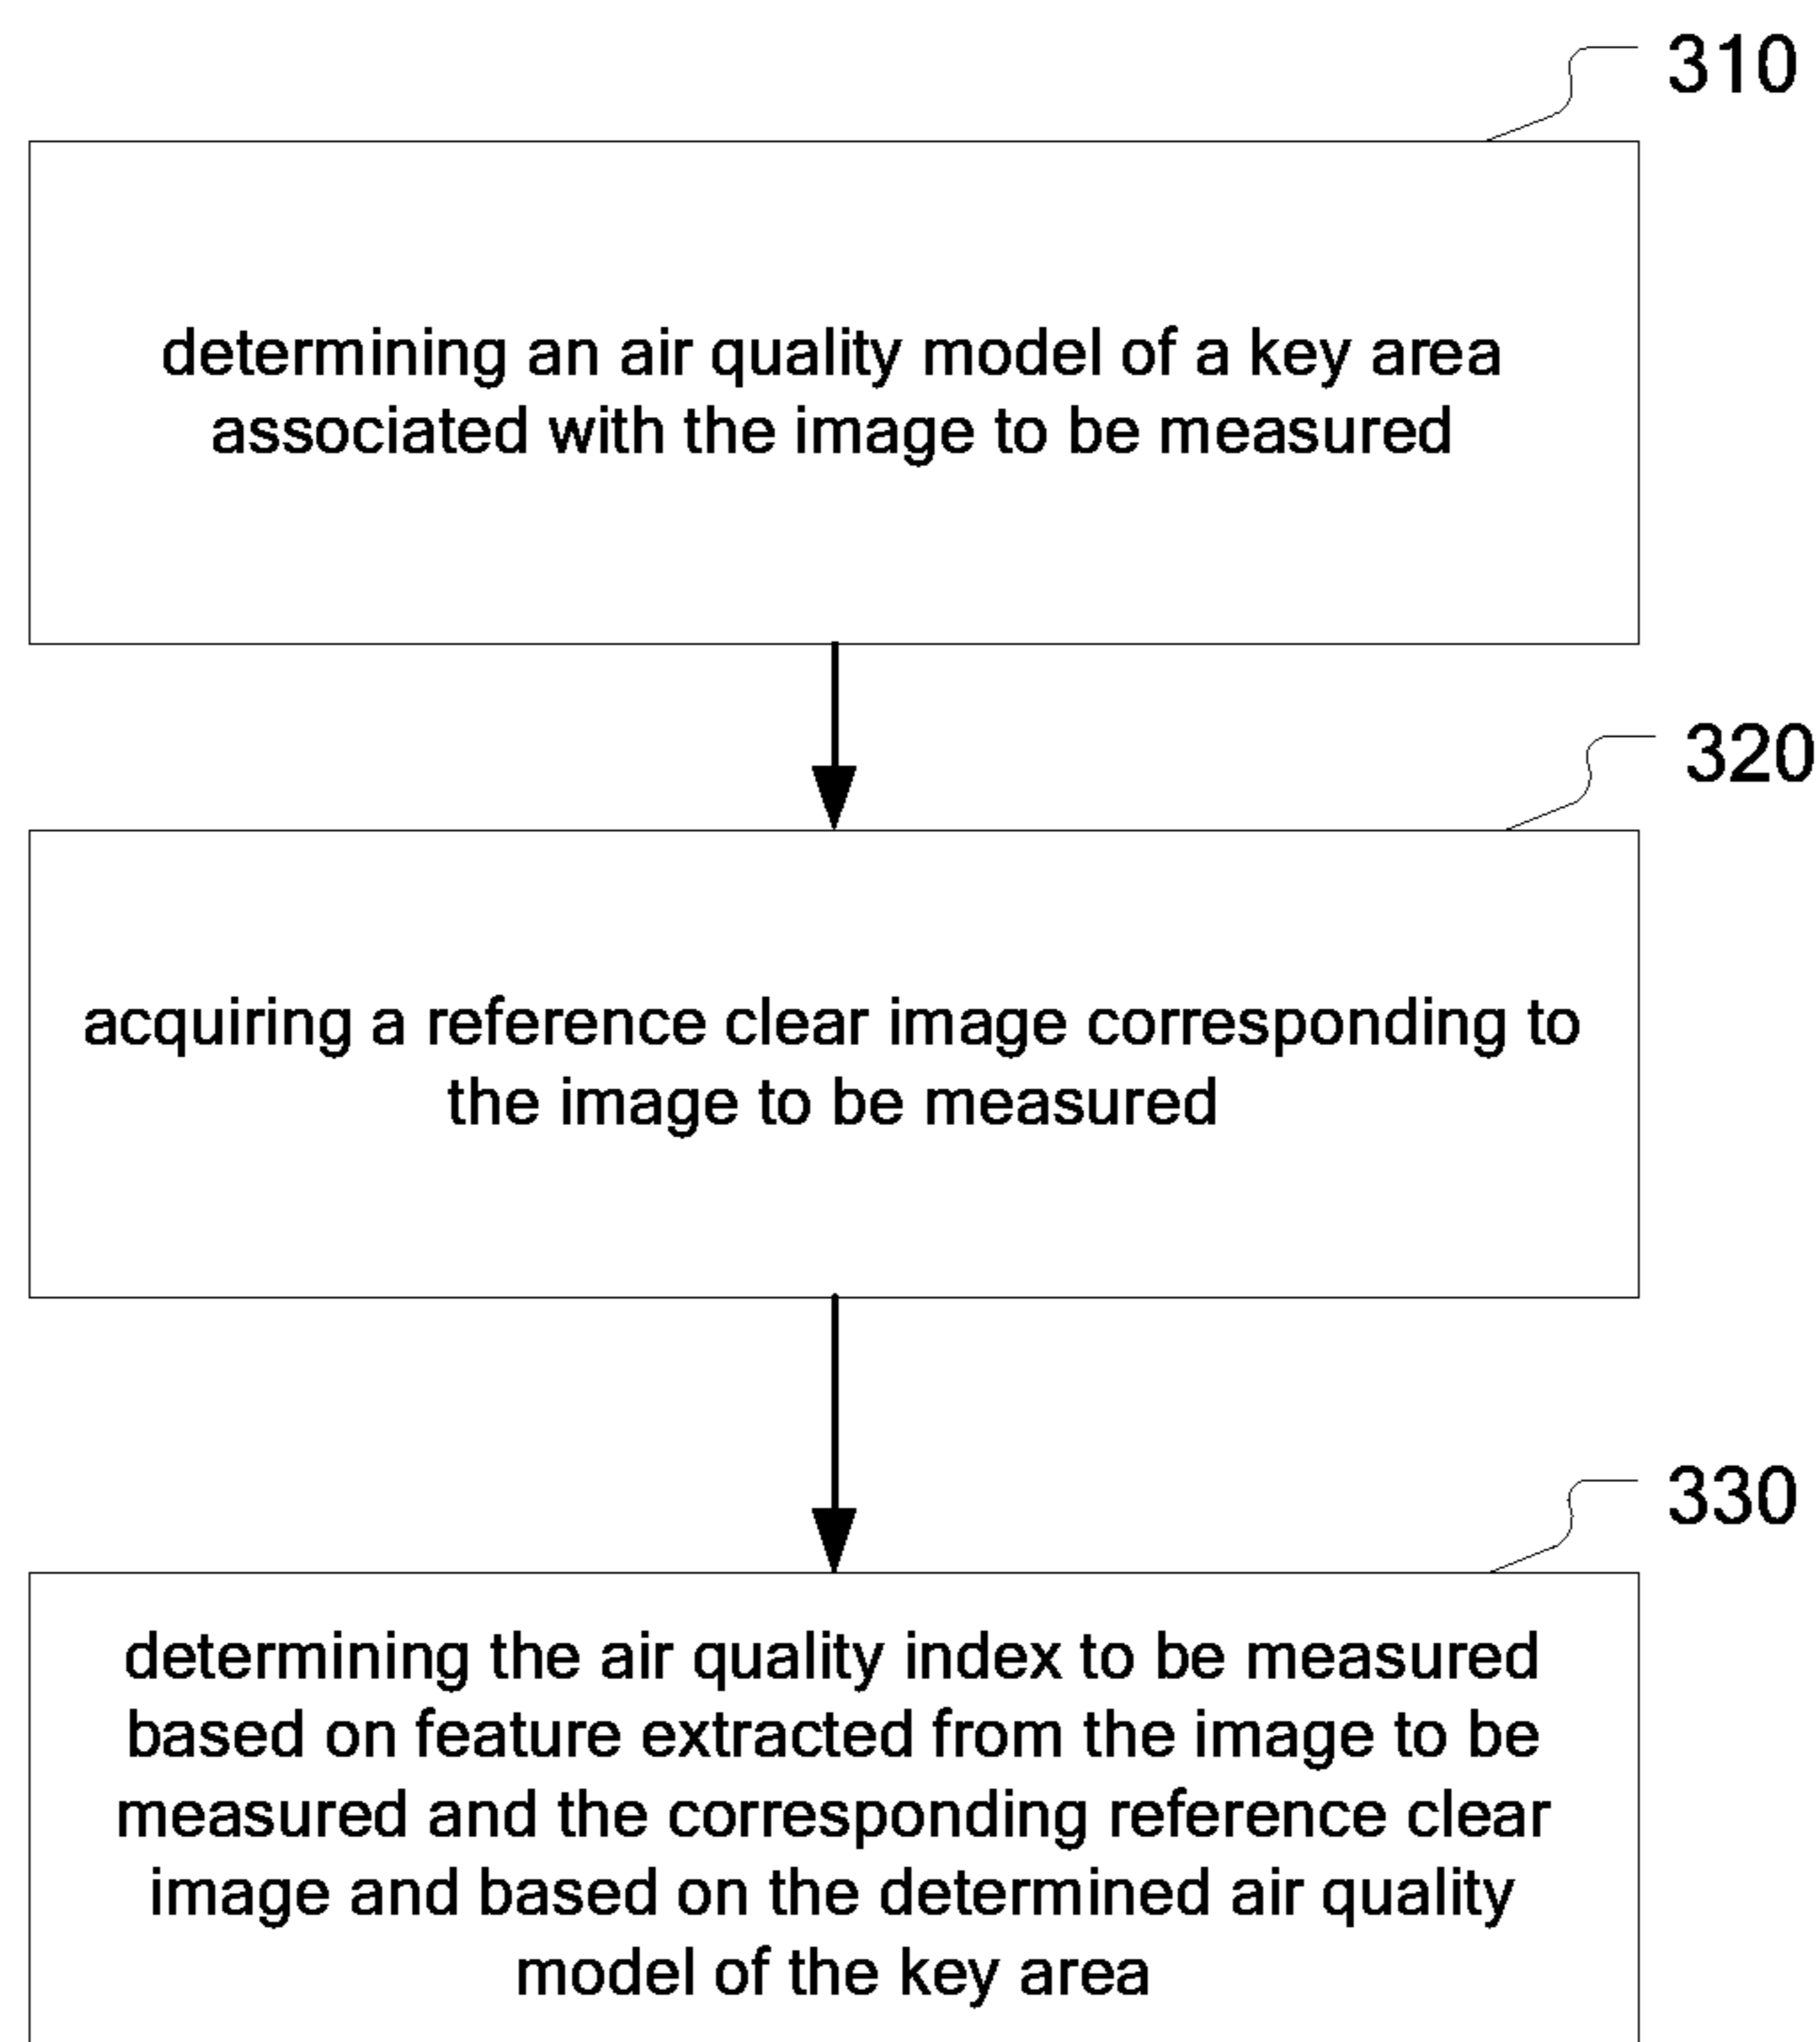 310
determining an air quality model of a key area
associated with the image to be measured
320
acquiring a reference clear image corresponding to
the image to be measured
330
determining the air quality index to be measured
based on feature extracted from the image to be
measured and the corresponding reference clear
image and based on the determined air quality
model of the key area